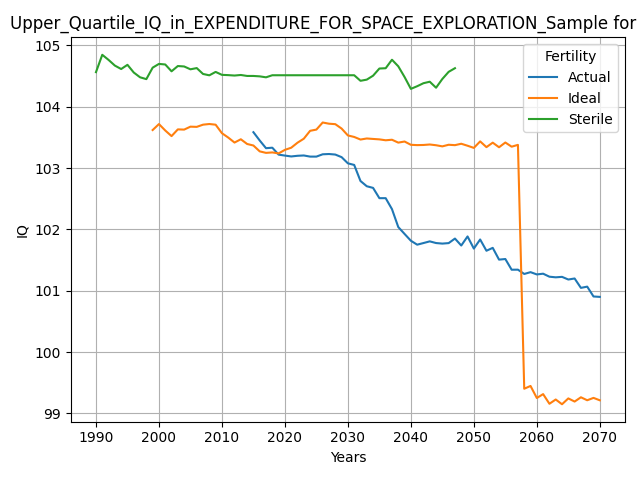 Upper_Quartile_IQ_in_EXPENDITURE_FOR_SPACE_EXPLORATION_Sample for
105
104
103
102
101
100
99
IQ
Fertility
Actual
Ideal
Sterile
1990 2000 2010 2020 2030 2040 2050 2060 2070
Years